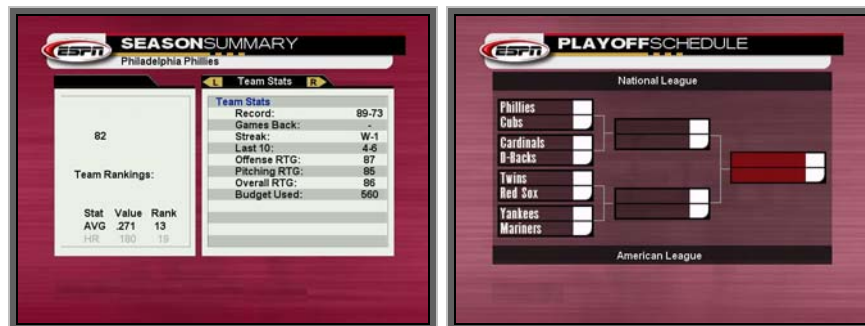 ESPN SEASONSUMMARY
Philadelphia Phillies
L Team Stats R
82
Team Rankings:
Stat Value Rank
AVG .271 13
HR 180 19
Team Stats
Record: 89-73
Games Back: -
Streak: W-1
Last 10: 4-6
Offense RTG: 87
Pitching RTG: 85
Overall RTG: 86
Budget Used: 560
ESPN PLAYOFFSCHEDULE
National League
Phillies
Cubs
Cardinals
D-Backs
Twins
Red Sox
Yankees
Mariners
American League